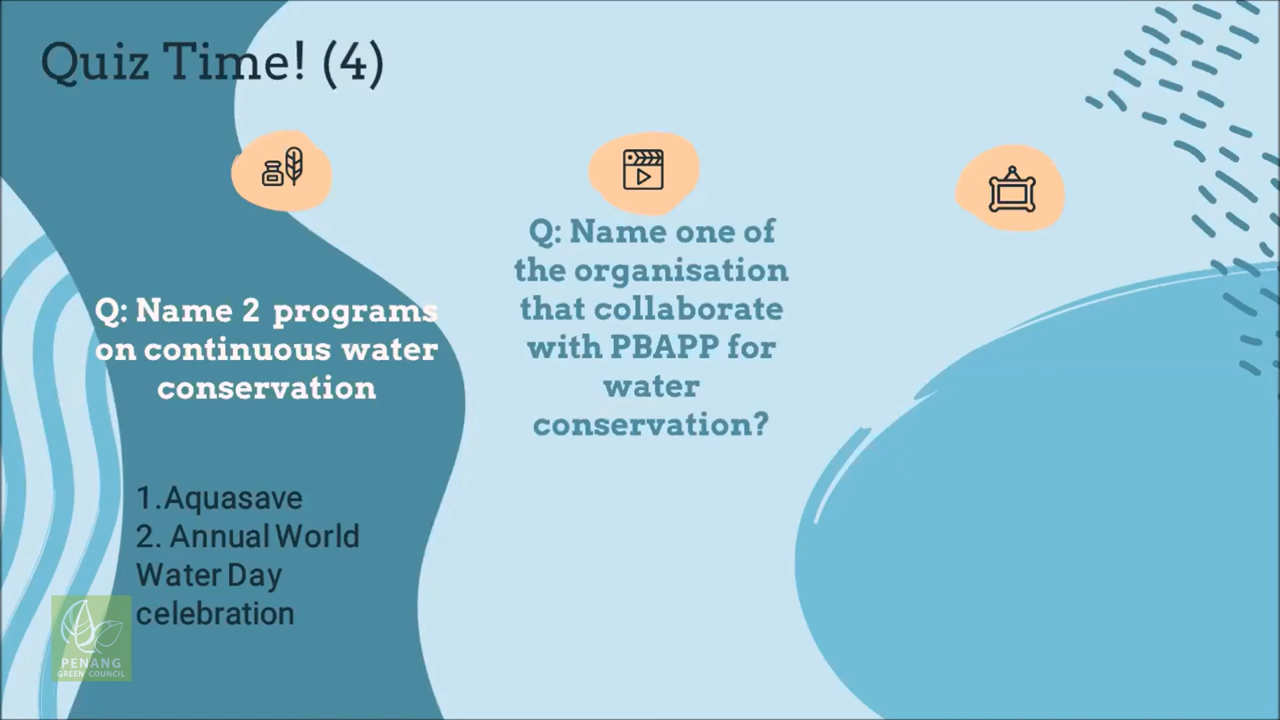 Quiz Time! (4)
Q: Name 2 programs
on continuous water
conservation
1.Aquasave
2. Annual World
Water Day
celebration
Q: Name one of
the organisation
that collaborate
with PBAPP for
water
conservation?
PENANG
GREEN COUNCIL